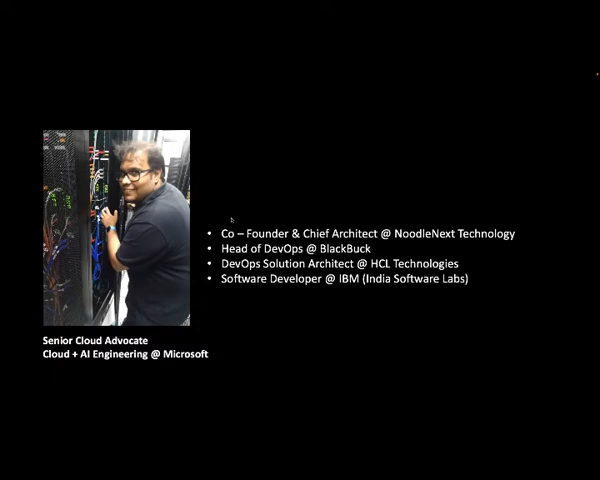 • Co – Founder & Chief Architect @ NoodleNext Technology
• Head of DevOps @ BlackBuck
• DevOps Solution Architect @ HCL Technologies
• Software Developer @ IBM (India Software Labs)
Senior Cloud Advocate
Cloud + AI Engineering @ Microsoft